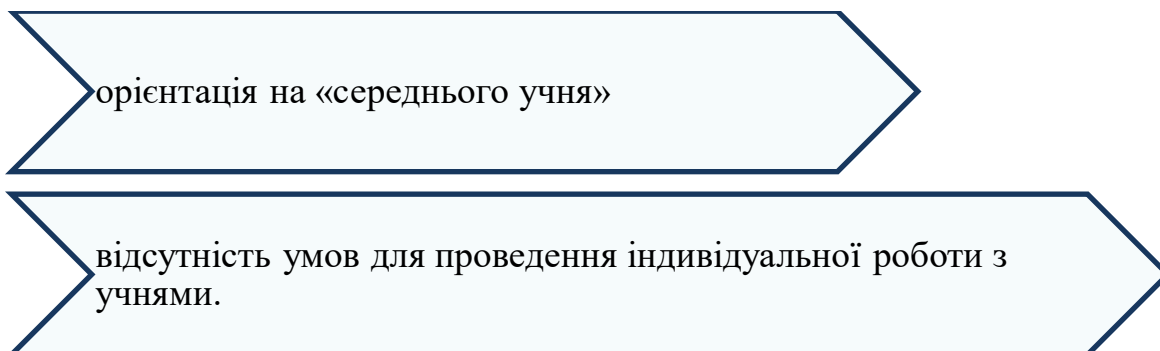 орієнтація на «середнього учня»
відсутність умов для проведення індивідуальної роботи з
учнями.